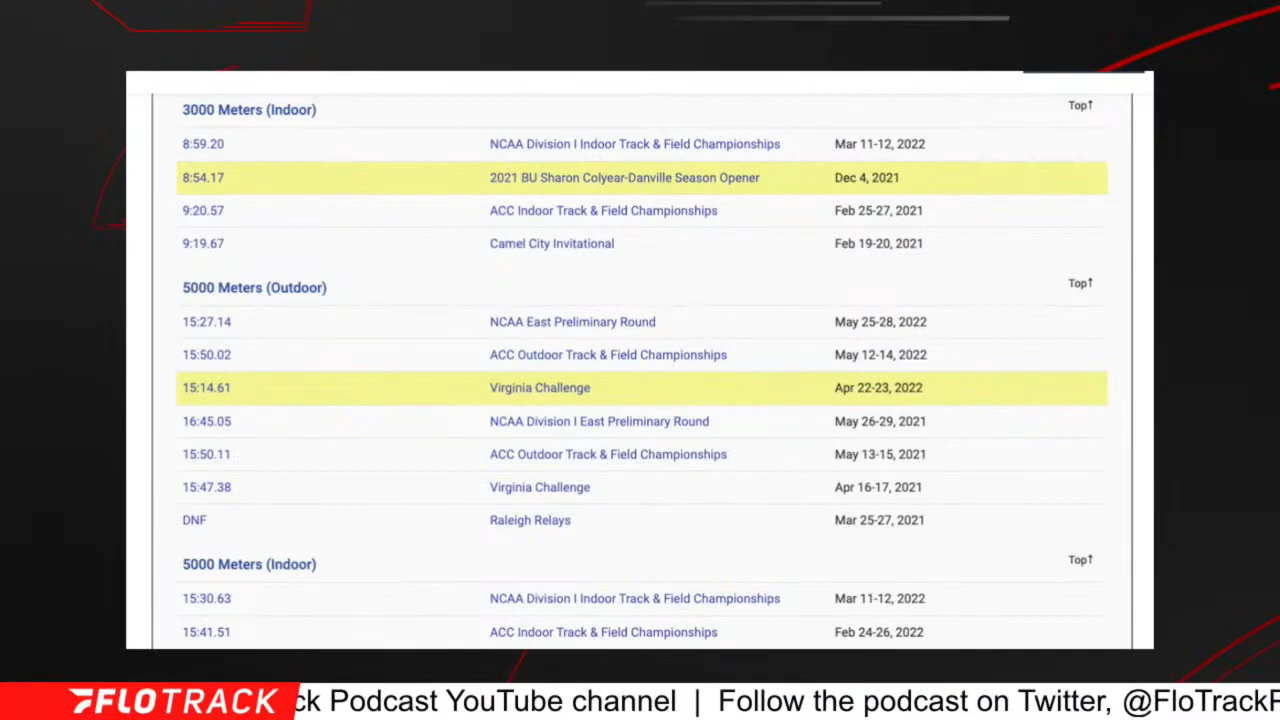 3000 Meters (Indoor) Top↑
8:59.20 NCAA Division I Indoor Track & Field Championships Mar 11-12, 2022
8:54.17 2021 BU Sharon Colyear-Danville Season Opener Dec 4, 2021
9:20.57 ACC Indoor Track & Field Championships Feb 25-27, 2021
9:19.67 Camel City Invitational Feb 19-20, 2021
5000 Meters (Outdoor) Top↑
15:27.14 NCAA East Preliminary Round May 25-28, 2022
15:50.02 ACC Outdoor Track & Field Championships May 12-14, 2022
15:14.61 Virginia Challenge Apr 22-23, 2022
16:45.05 NCAA Division I East Preliminary Round May 26-29, 2021
15:50.11 ACC Outdoor Track & Field Championships May 13-15, 2021
15:47.38 Virginia Challenge Apr 16-17, 2021
DNF Raleigh Relays Mar 25-27, 2021
5000 Meters (Indoor) Top↑
15:30.63 NCAA Division I Indoor Track & Field Championships Mar 11-12, 2022
15:41.51 ACC Indoor Track & Field Championships Feb 24-26, 2022
FLOTRACK ck Podcast YouTube channel | Follow the podcast on Twitter, @FloTrackP